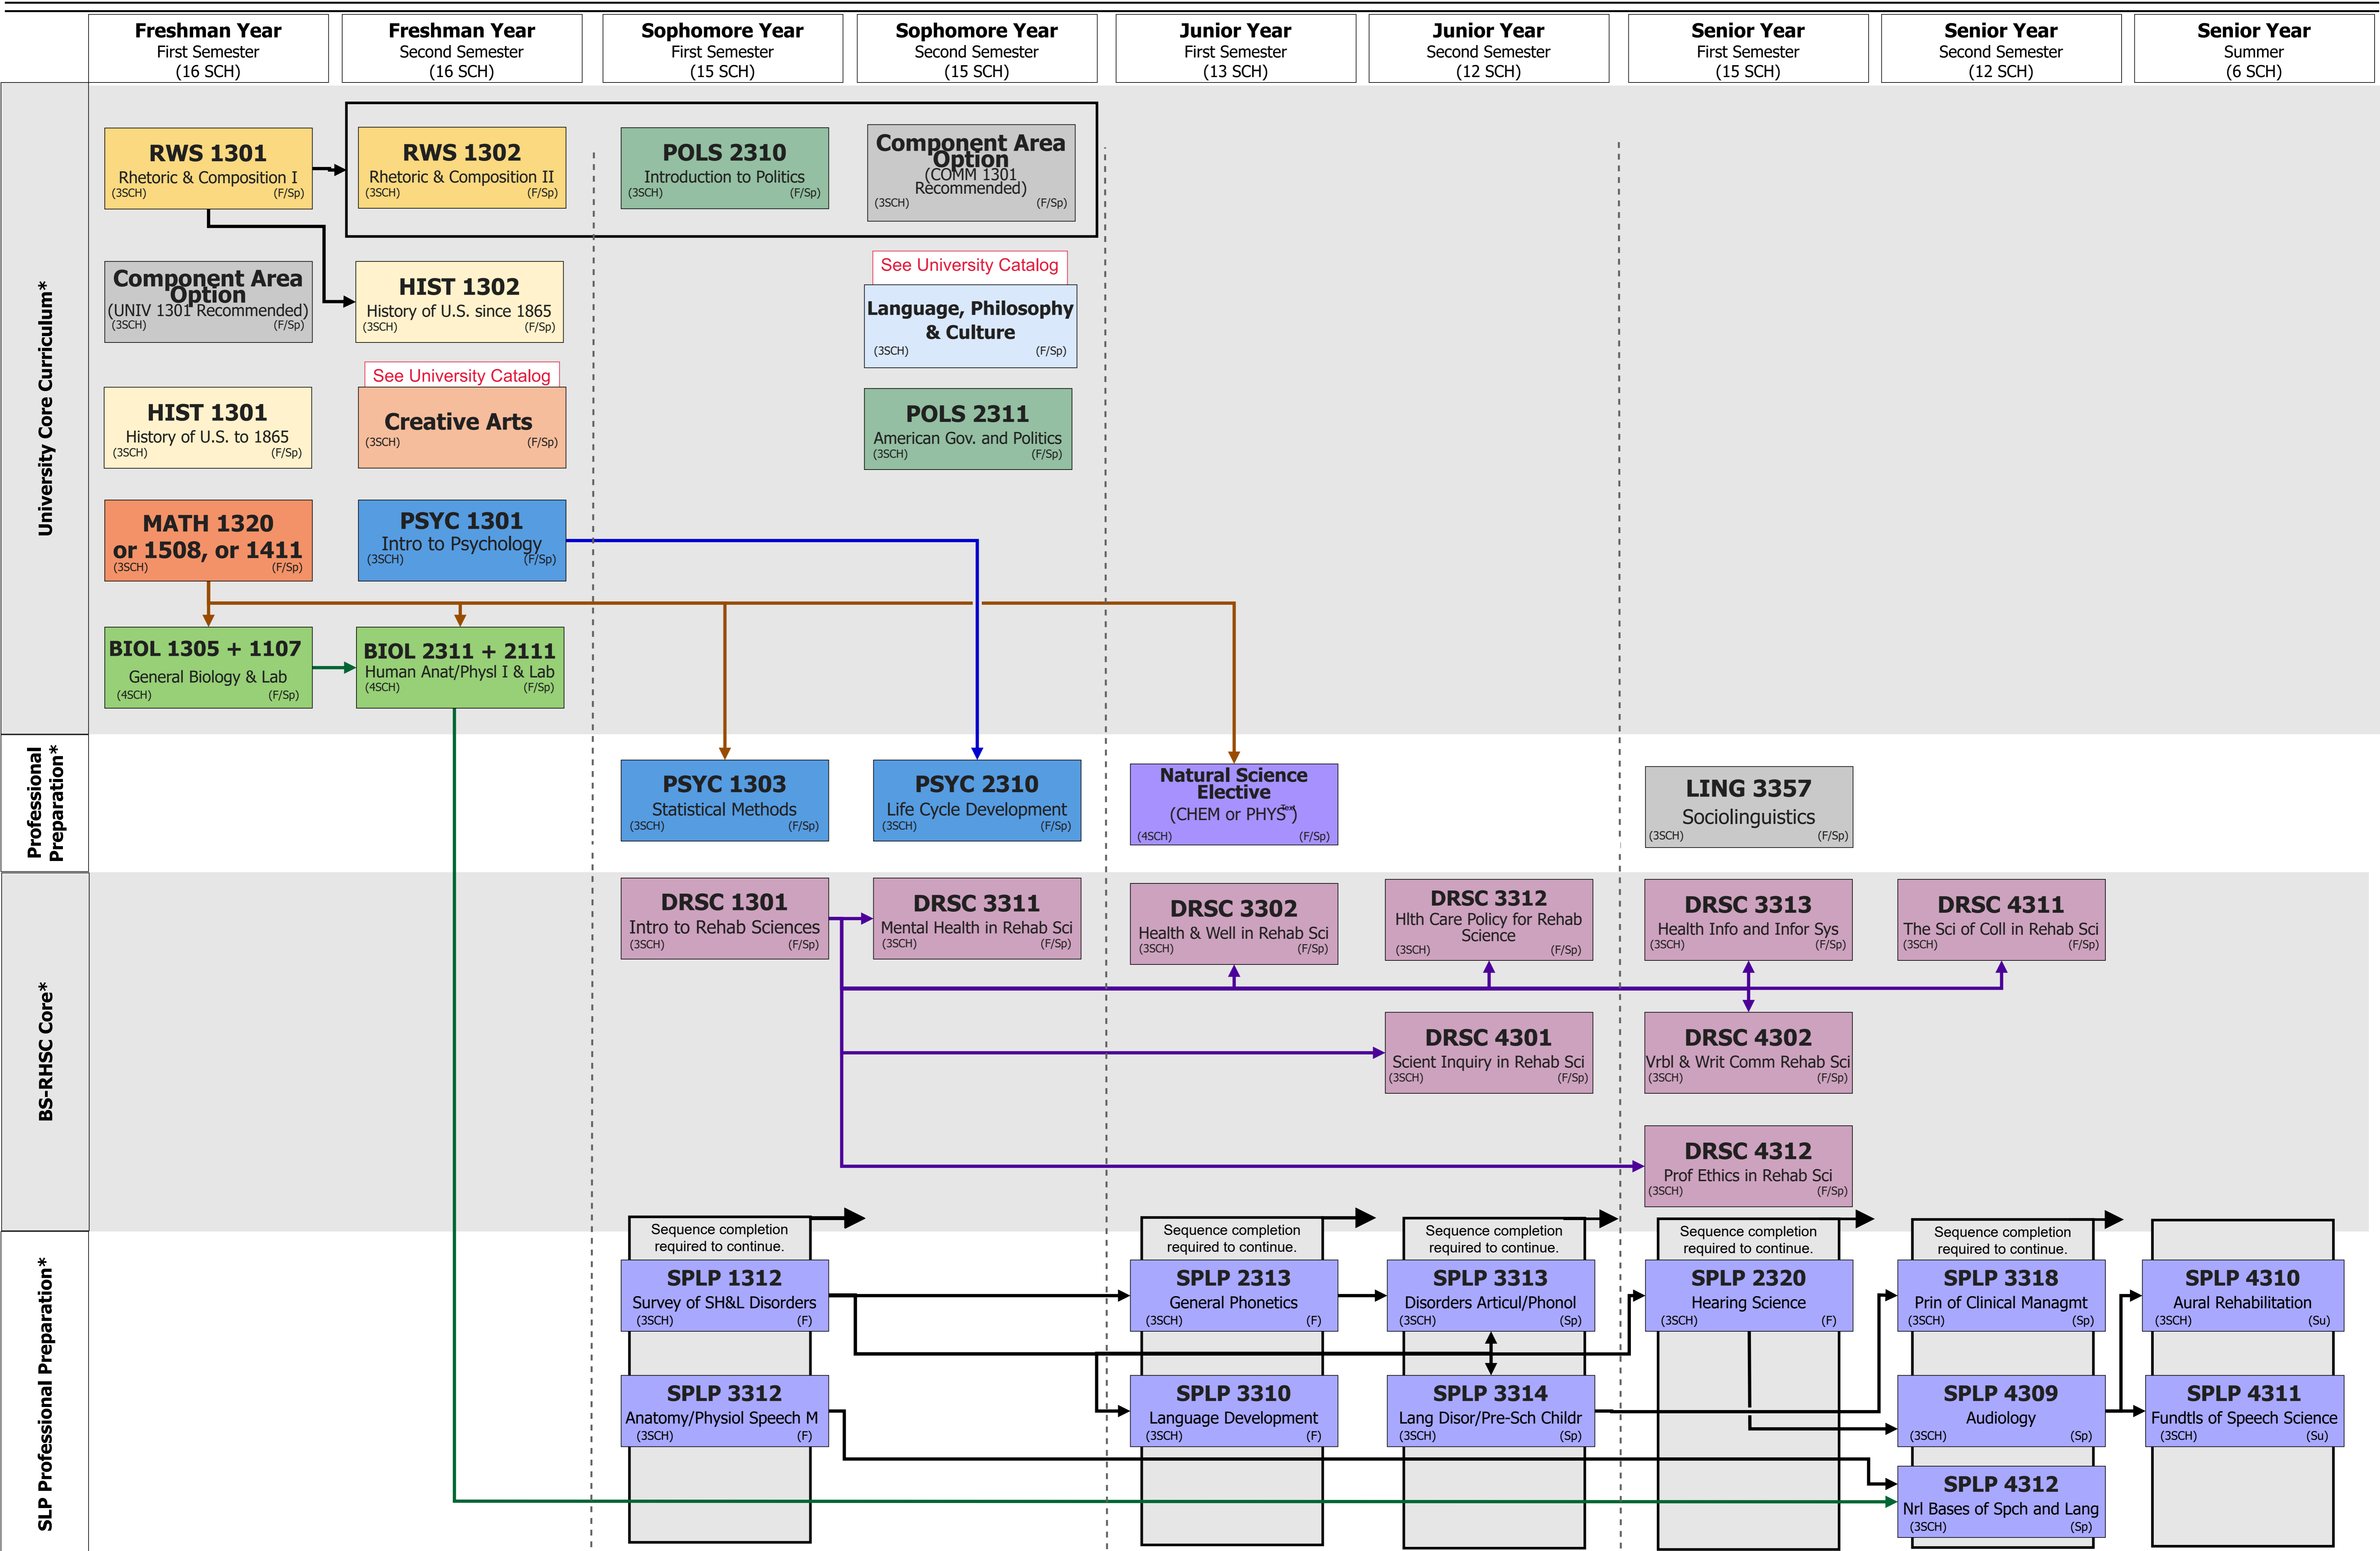 Freshman Year
First Semester
(16 SCH)
Freshman Year
Second Semester
(16 SCH)
Sophomore Year
First Semester
(15 SCH)
Sophomore Year
Second Semester
(15 SCH)
Junior Year
First Semester
(13 SCH)
Junior Year
Second Semester
(12 SCH)
Senior Year
First Semester
(15 SCH)
Senior Year
Second Semester
(12 SCH)
Senior Year
Summer
(6 SCH)
University Core Curriculum*
RWS 1301
Rhetoric & Composition I
(3SCH) (F/Sp)
RWS 1302
Rhetoric & Composition II
(3SCH) (F/Sp)
POLS 2310
Introduction to Politics
(3SCH) (F/Sp)
Component Area
Option
(COMM 1301
Recommended)
(3SCH) (F/Sp)
Component Area
Option
(UNIV 1301 Recommended)
(3SCH) (F/Sp)
HIST 1302
History of U.S. since 1865
(3SCH) (F/Sp)
See University Catalog
Language, Philosophy
& Culture
(3SCH) (F/Sp)
HIST 1301
History of U.S. to 1865
(3SCH) (F/Sp)
See University Catalog
Creative Arts
(3SCH) (F/Sp)
POLS 2311
American Gov. and Politics
(3SCH) (F/Sp)
MATH 1320
or 1508, or 1411
(3SCH) (F/Sp)
PSYC 1301
Intro to Psychology
(3SCH) (F/Sp)
BIOL 1305 + 1107
General Biology & Lab
(4SCH) (F/Sp)
BIOL 2311 + 2111
Human Anat/Physl I & Lab
(4SCH) (F/Sp)
Professional
Preparation*
PSYC 1303
Statistical Methods
(3SCH) (F/Sp)
PSYC 2310
Life Cycle Development
(3SCH) (F/Sp)
Natural Science
Elective
Text
(CHEM or PHYS )
(4SCH) (F/Sp)
LING 3357
Sociolinguistics
(3SCH) (F/Sp)
BS-RHSC Core*
DRSC 1301
Intro to Rehab Sciences
(3SCH) (F/Sp)
DRSC 3311
Mental Health in Rehab Sci
(3SCH) (F/Sp)
DRSC 3302
Health & Well in Rehab Sci
(3SCH) (F/Sp)
DRSC 3312
Hlth Care Policy for Rehab
Science
(3SCH) (F/Sp)
DRSC 3313
Health Info and Infor Sys
(3SCH) (F/Sp)
DRSC 4311
The Sci of Coll in Rehab Sci
(3SCH) (F/Sp)
DRSC 4301
Scient Inquiry in Rehab Sci
(3SCH) (F/Sp)
DRSC 4302
Vrbl & Writ Comm Rehab Sci
(3SCH) (F/Sp)
DRSC 4312
Prof Ethics in Rehab Sci
(3SCH) (F/Sp)
SLP Professional Preparation*
Sequence completion
required to continue.
Sequence completion
required to continue.
Sequence completion
required to continue.
Sequence completion
required to continue.
Sequence completion
required to continue.
SPLP 1312
Survey of SH&L Disorders
(3SCH) (F)
SPLP 2313
General Phonetics
(3SCH) (F)
SPLP 3313
Disorders Articul/Phonol
(3SCH) (Sp)
SPLP 2320
Hearing Science
(3SCH) (F)
SPLP 3318
Prin of Clinical Managmt
(3SCH) (Sp)
SPLP 4310
Aural Rehabilitation
(3SCH) (Su)
SPLP 3312
Anatomy/Physiol Speech M
(3SCH) (F)
SPLP 3310
Language Development
(3SCH) (F)
SPLP 3314
Lang Disor/Pre-Sch Childr
(3SCH) (Sp)
SPLP 4309
Audiology
(3SCH) (Sp)
SPLP 4311
Fundtls of Speech Science
(3SCH) (Su)
SPLP 4312
Nrl Bases of Spch and Lang
(3SCH) (Sp)